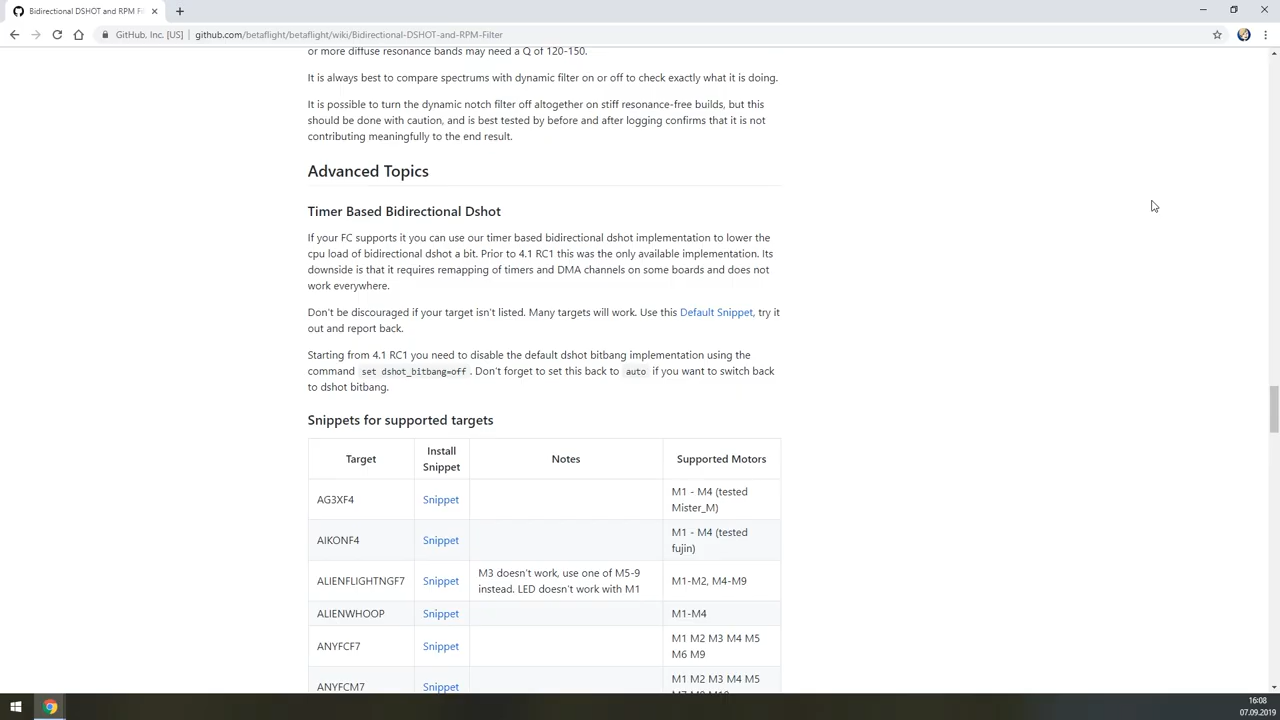 Bidirectional DSHOT and RPM Fil
GitHub, Inc. [US]
github.com/betaflight/betaflight/wiki/Bidirectional-DSHOT-and-RPM-Filter
or more diffuse resonance bands may need a Q of 120-150.
It is always best to compare spectrums with dynamic filter on or off to check exactly what it is doing.
It is possible to turn the dynamic notch filter off altogether on stiff resonance-free builds, but this
should be done with caution, and is best tested by before and after logging confirms that it is not
contributing meaningfully to the end result.
Advanced Topics
Timer Based Bidirectional Dshot
If your FC supports it you can use our timer based bidirectional dshot implementation to lower the
cpu load of bidirectional dshot a bit. Prior to 4.1 RC1 this was the only available implementation. Its
downside is that it requires remapping of timers and DMA channels on some boards and does not
work everywhere.
Don't be discouraged if your target isn't listed. Many targets will work. Use this Default Snippet, try it
out and report back.
Starting from 4.1 RC1 you need to disable the default dshot bitbang implementation using the
command set dshot_bitbang=off. Don't forget to set this back to auto if you want to switch back
to dshot bitbang.
Snippets for supported targets
Target
Install
Snippet
Notes
Supported Motors
AG3XF4
Snippet
M1 - M4 (tested
Mister_M)
AIKONF4
Snippet
M1 - M4 (tested
fujin)
ALIENFLIGHTNGF7
Snippet
M3 doesn't work, use one of M5-9
instead. LED doesn't work with M1
M1-M2, M4-M9
ALIENWHOOP
Snippet
M1-M4
ANYFCF7
Snippet
M1 M2 M3 M4 M5
M6 M9
ANYFCM7
Snippet
M1 M2 M3 M4 M5
16:08
07.09.2019